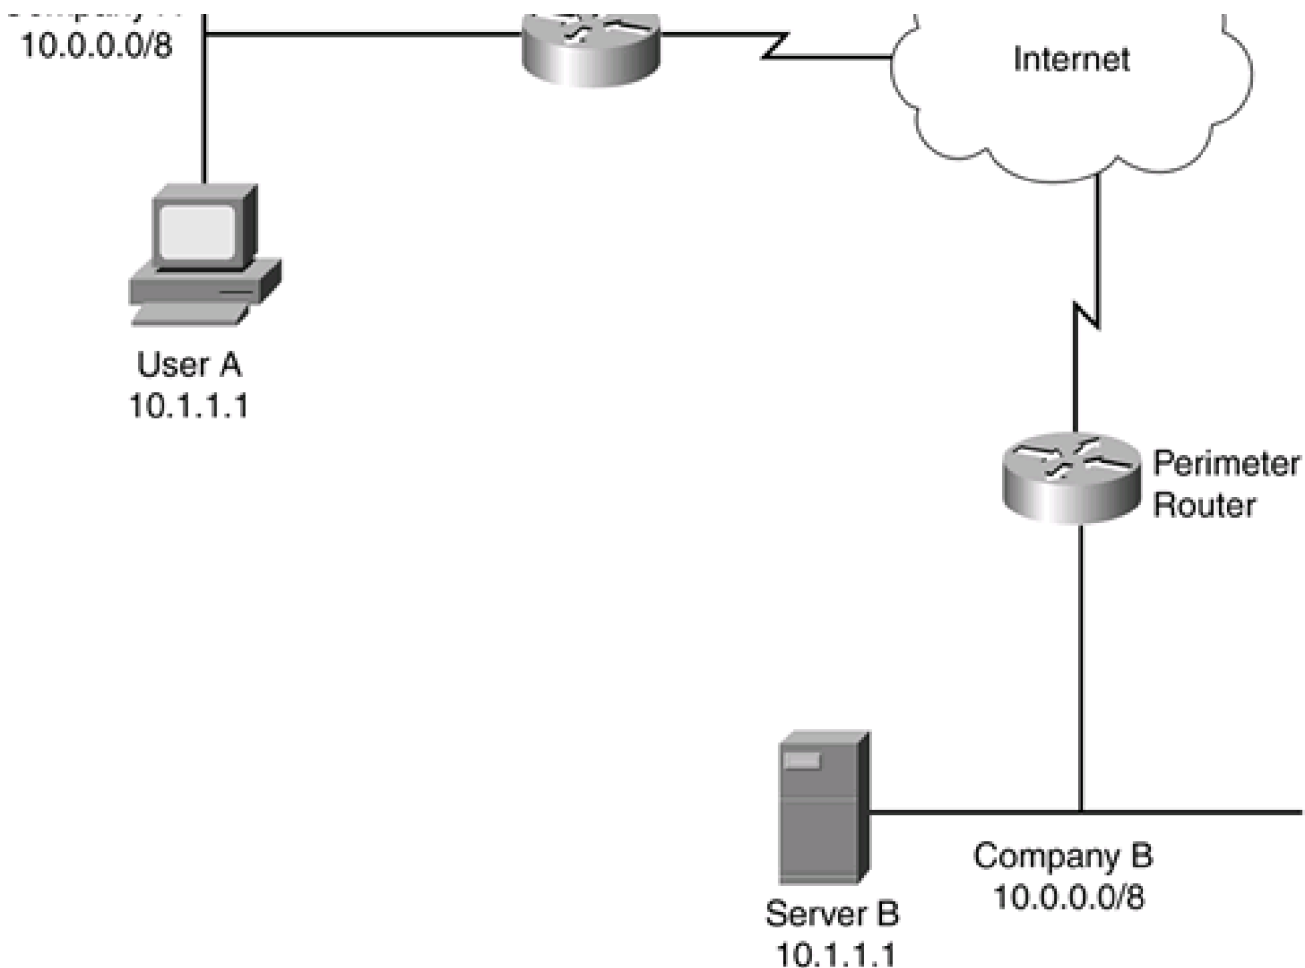 10.0.0.0/8
Internet
User A
10.1.1.1
Perimeter
Router
Company B
10.0.0.0/8
Server B
10.1.1.1